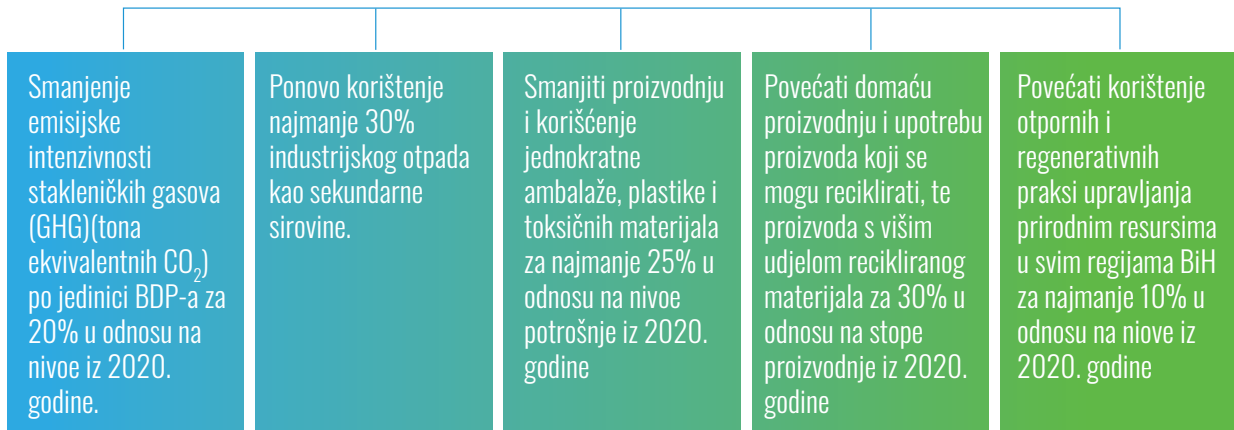 Smanjenje
emisijske
intenzivnosti
stakleničkih gasova
(GHG)(tona
ekvivalentnih CO₂)
po jedinici BDP-a za
20% u odnosu na
nivoe iz 2020.
godine.
Ponovo korištenje
najmanje 30%
industrijskog otpada
kao sekundarne
sirovine.
Smanjiti proizvodnju
i korišćenje
jednokratne
ambalaže, plastike i
toksičnih materijala
za najmanje 25% u
odnosu na nivoe
potrošnje iz 2020.
godine
Povećati domaću
proizvodnju i upotrebu
proizvoda koji se
mogu reciklirati, te
proizvoda s višim
udjelom recikliranog
materijala za 30% u
odnosu na stope
proizvodnje iz 2020.
godine
Povećati korištenje
otpornih i
regenerativnih
praksi upravljanja
prirodnim resursima
u svim regijama BiH
za najmanje 10% u
odnosu na niove iz
2020. godine